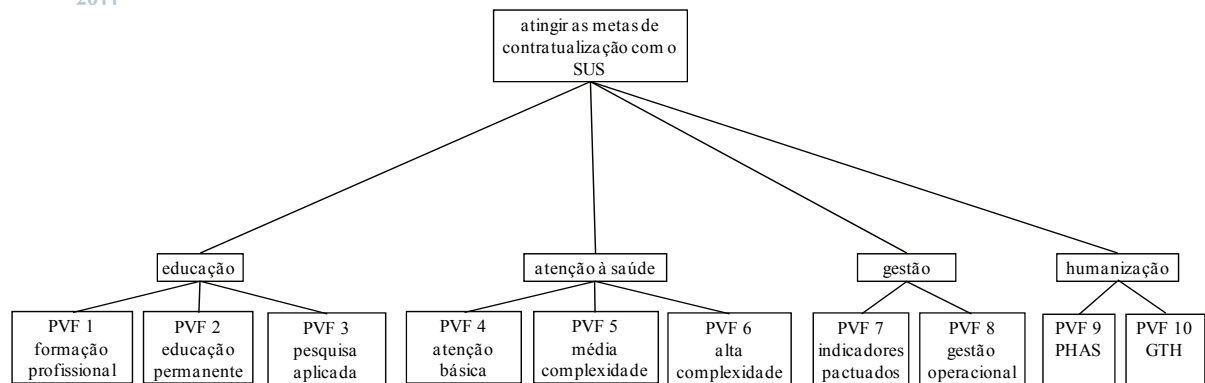 atingir as metas de
contratualização com o
SUS
educação
atenção à saúde
gestão
humanização
PVF 1
formação
profissional
PVF 2
educação
permanente
PVF 3
pesquisa
aplicada
PVF 4
atenção
básica
PVF 5
média
complexidade
PVF 6
alta
complexidade
PVF 7
indicadores
pactuados
PVF 8
gestão
operacional
PVF 9
PHAS
PVF 10
GTH